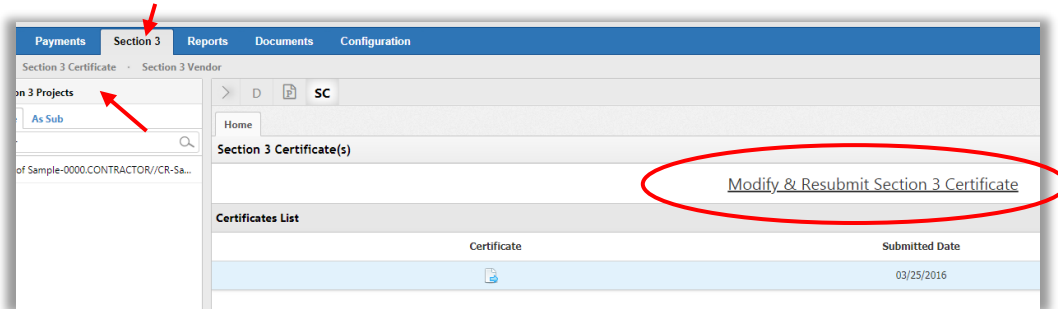 Payments Section 3 Reports Documents Configuration
Section 3 Certificate · Section 3 Vendor
on 3 Projects
D P SC
As Sub
Home
Section 3 Certificate(s)
of Sample-0000.CONTRACTOR//CR-Sa...
Modify & Resubmit Section 3 Certificate
Certificates List
Certificate Submitted Date
03/25/2016